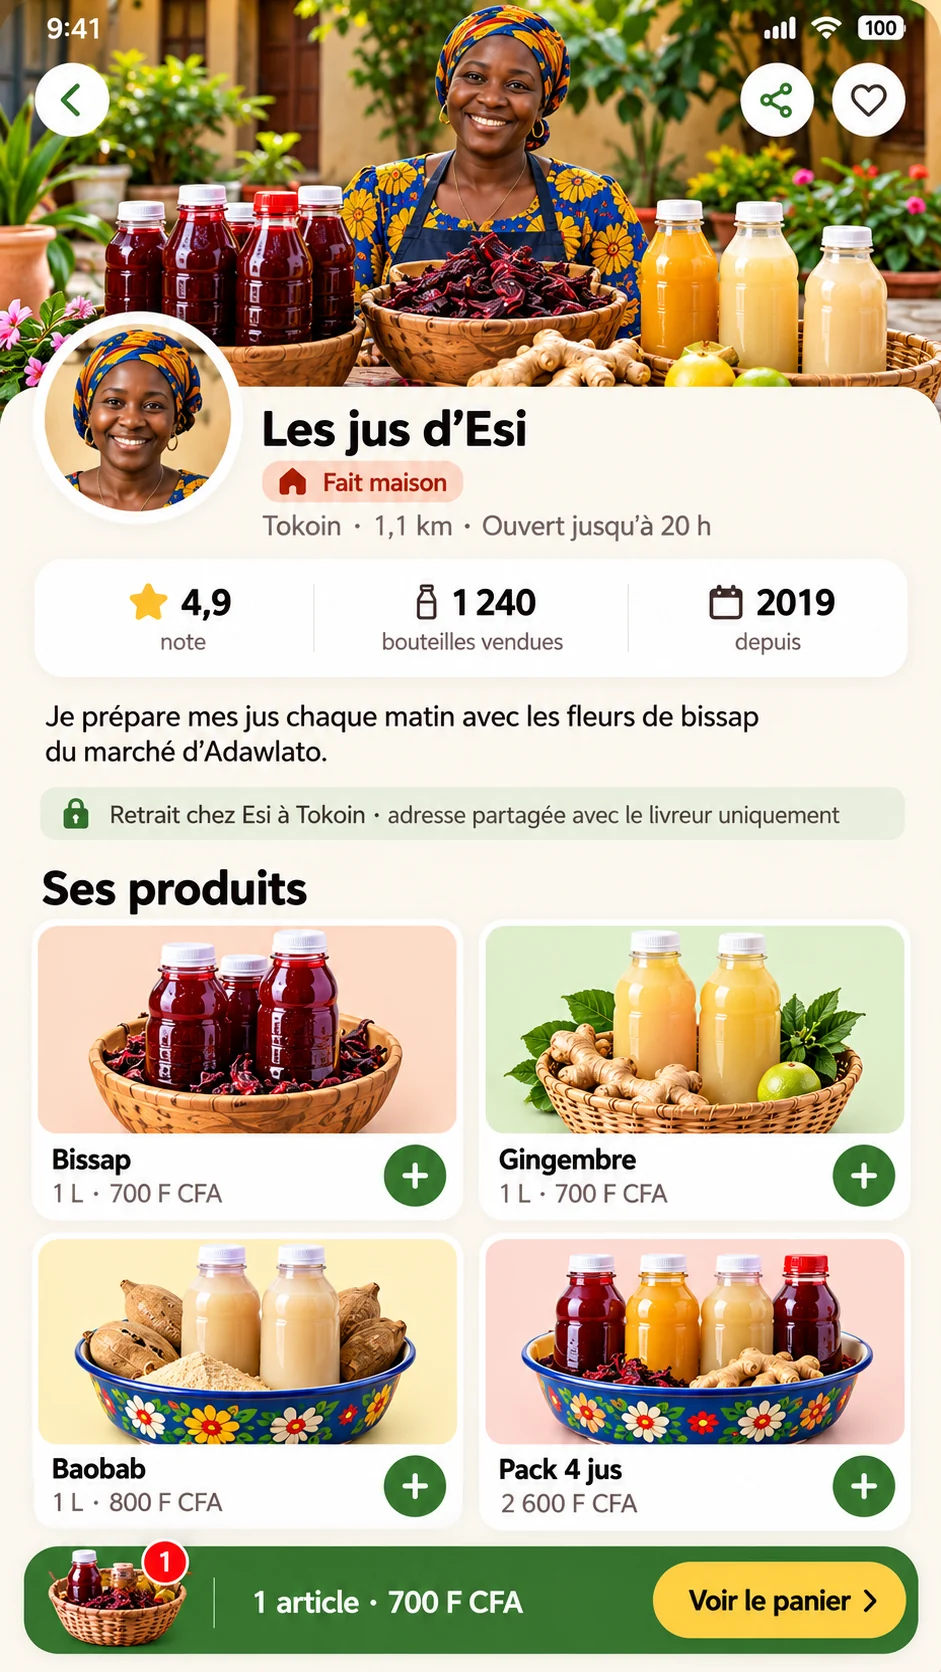 9:41
100
Les jus d’Esi
Fait maison
Tokoin · 1,1 km · Ouvert jusqu’à 20 h
4,9
note
1 240
bouteilles vendues
2019
depuis
Je prépare mes jus chaque matin avec les fleurs de bissap
du marché d’Adawlato.
Retrait chez Esi à Tokoin · adresse partagée avec le livreur uniquement
Ses produits
Bissap
1 L · 700 F CFA
Gingembre
1 L · 700 F CFA
Baobab
1 L · 800 F CFA
Pack 4 jus
2 600 F CFA
1
1 article · 700 F CFA
Voir le panier